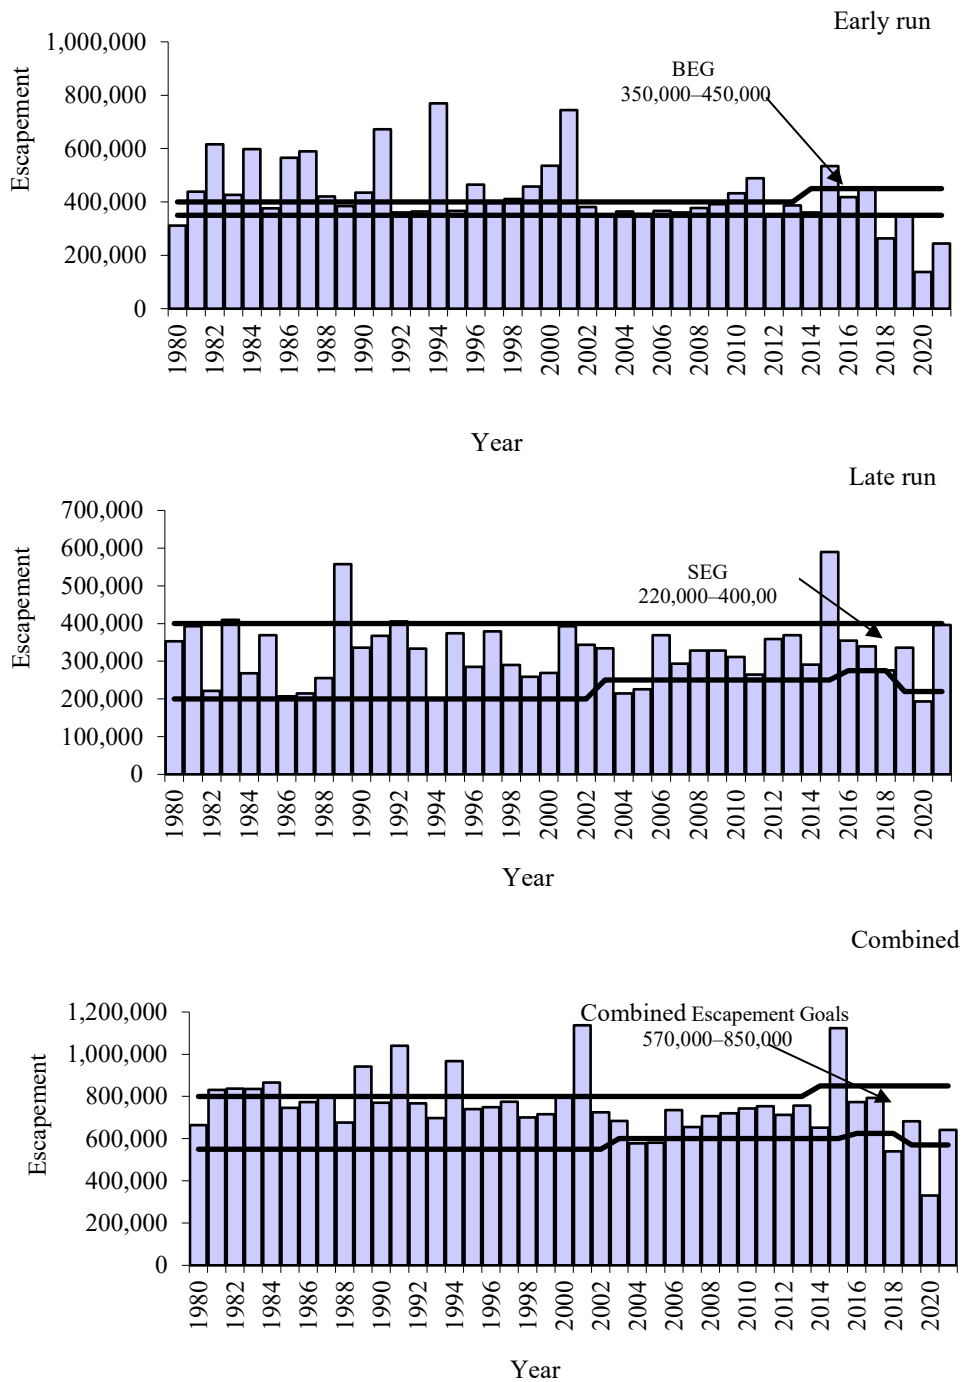 Early run
1,000,000
800,000
600,000
400,000
200,000
0
Escapement
BEG
350,000–450,000
1980 1982 1984 1986 1988 1990 1992 1994 1996 1998 2000 2002 2004 2006 2008 2010 2012 2014 2016 2018 2020
Year
Late run
700,000
600,000
500,000
400,000
300,000
200,000
100,000
0
Escapement
SEG
220,000–400,00
1980 1982 1984 1986 1988 1990 1992 1994 1996 1998 2000 2002 2004 2006 2008 2010 2012 2014 2016 2018 2020
Year
Combined
1,200,000
1,000,000
800,000
600,000
400,000
200,000
0
Escapement
Combined Escapement Goals
570,000–850,000
1980 1982 1984 1986 1988 1990 1992 1994 1996 1998 2000 2002 2004 2006 2008 2010 2012 2014 2016 2018 2020
Year